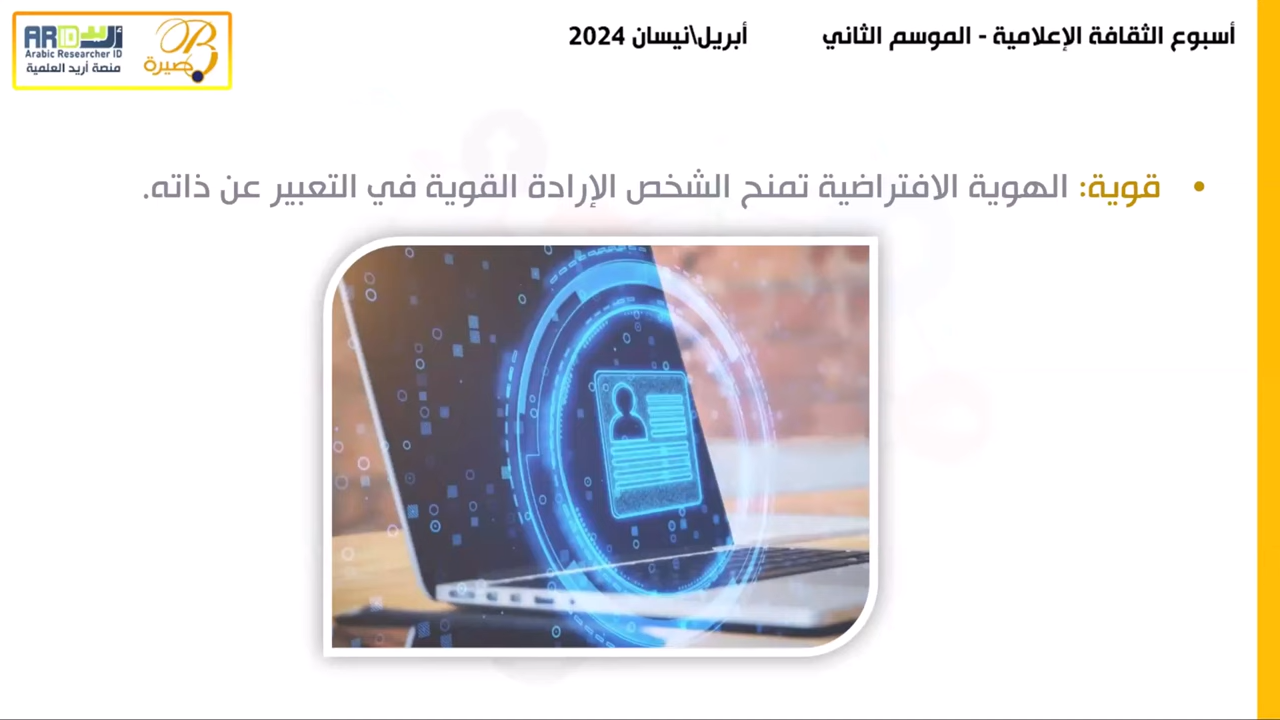 أسبوع الثقافة الإعلامية - الموسم الثاني أبريل\نيسان 2024
ARID أريد
Arabic Researcher ID
منصة أريد العلمية
بصيرة
• قوية: الهوية الافتراضية تمنح الشخص الإرادة القوية في التعبير عن ذاته.